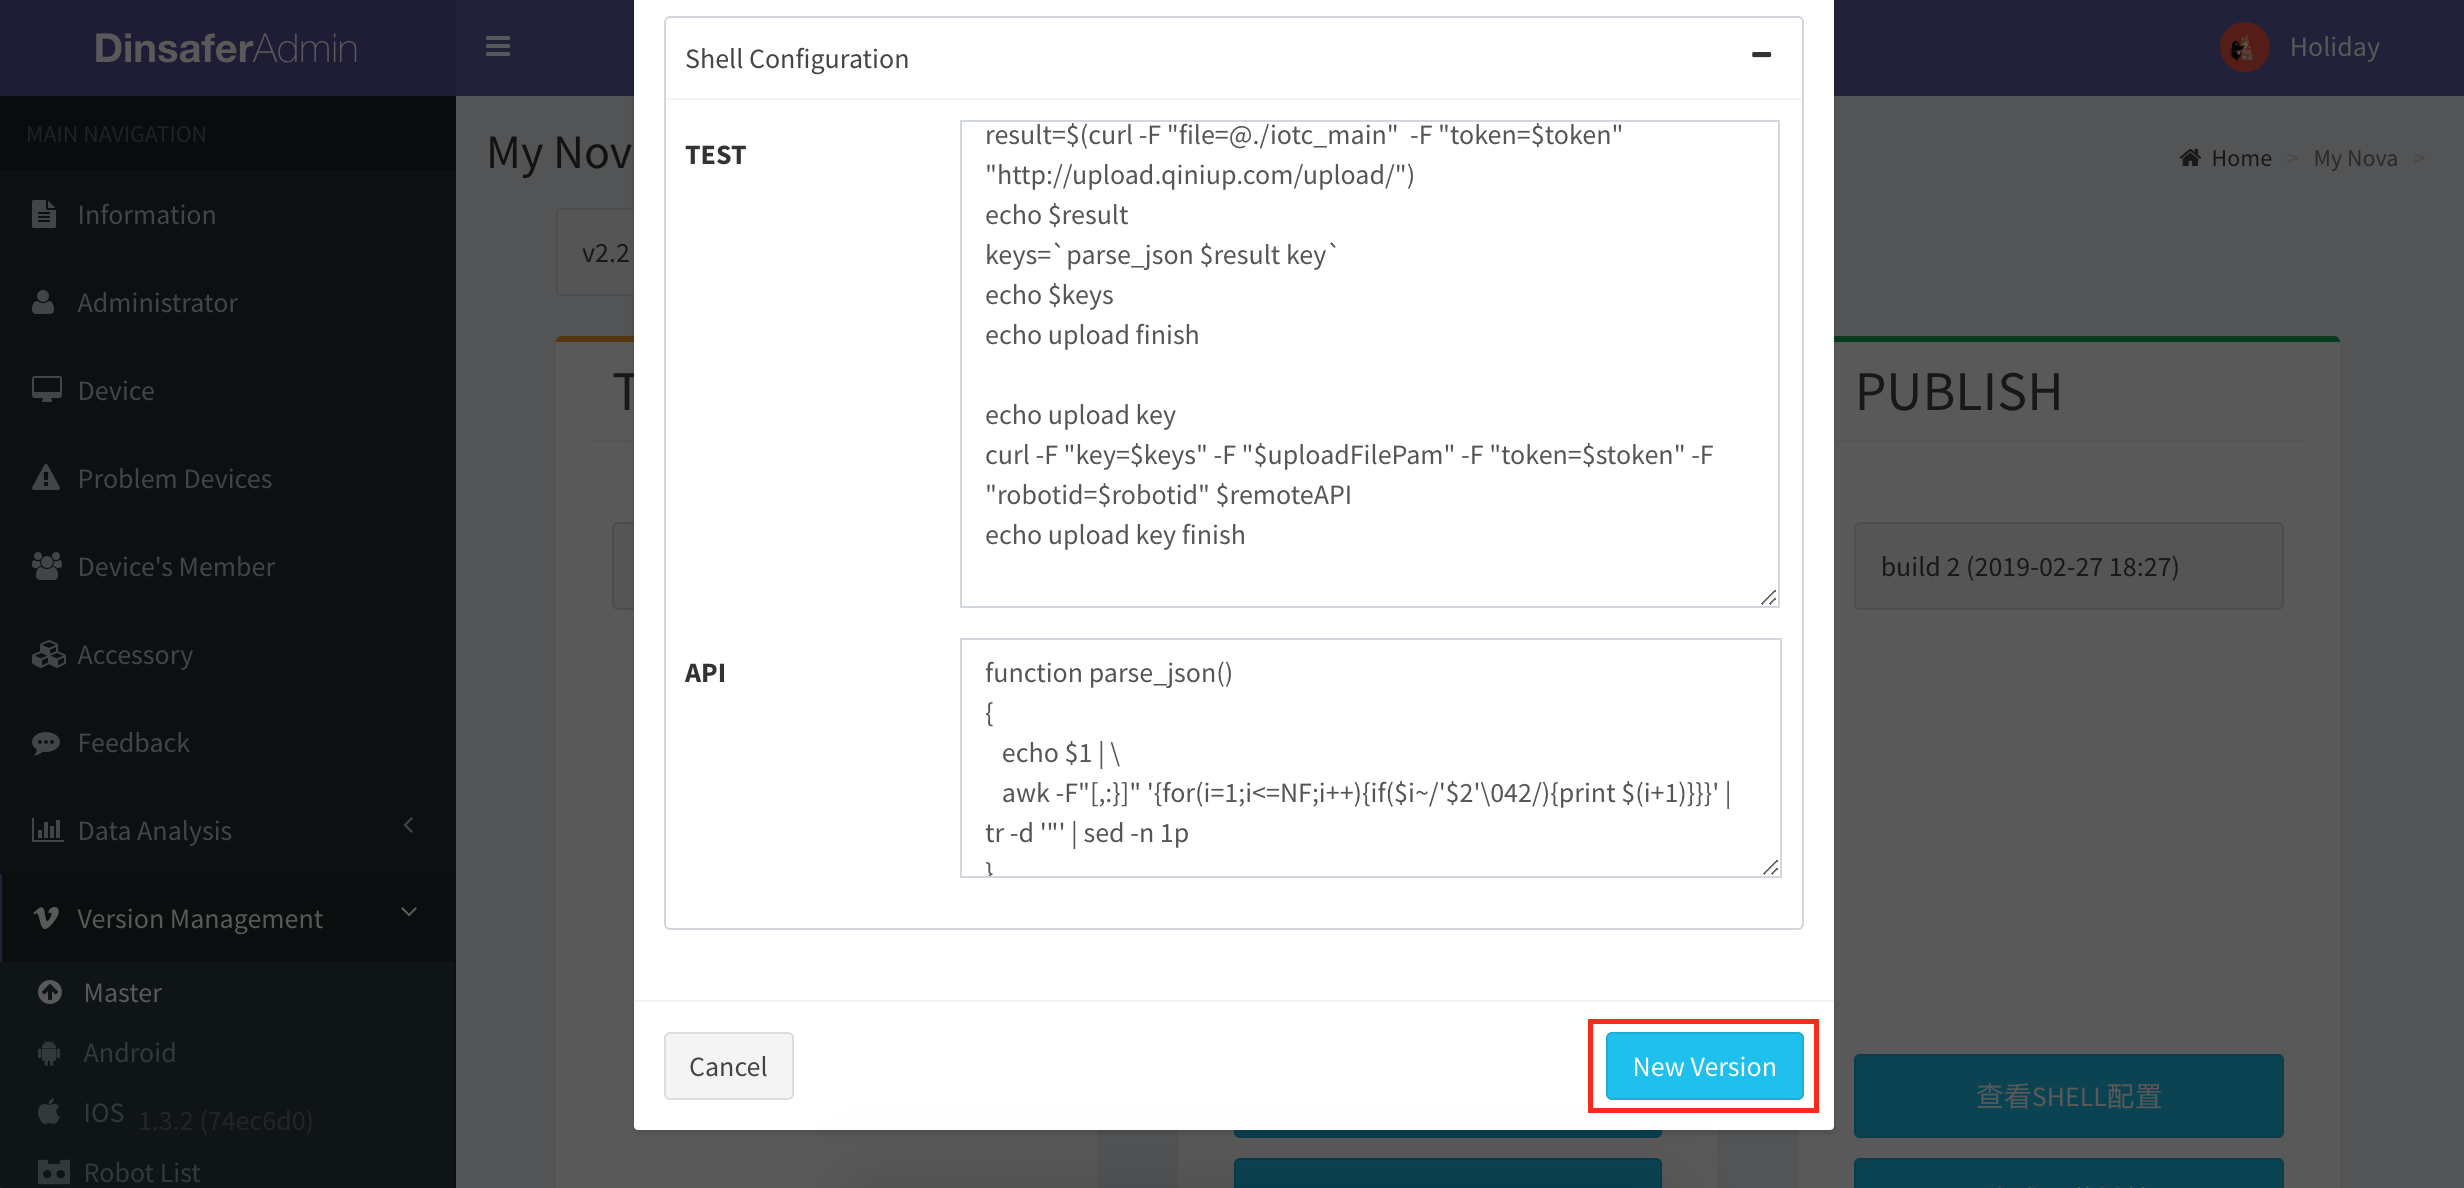 DinsaferAdmin
Holiday
MAIN NAVIGATION
Information
Administrator
Device
Problem Devices
Device's Member
Accessory
Feedback
Data Analysis
Version Management
Master
Android
IOS 1.3.2 (74ec6d0)
Robot List
My Nov
Home > My Nova >
v2.2
T
Shell Configuration
TEST
result=$(curl -F "file=@./iotc_main"  -F "token=$token"
"http://upload.qiniup.com/upload/")
echo $result
keys=`parse_json $result key`
echo $keys
echo upload finish
echo upload key
curl -F "key=$keys" -F "$uploadFilePam" -F "token=$stoken" -F
"robotid=$robotid" $remoteAPI
echo upload key finish
API
function parse_json()
{
echo $1 | \
awk -F"[,:}]" '{for(i=1;i<=NF;i++){if($i~/'$2'\042/){print $(i+1)}}}' |
tr -d '"' | sed -n 1p
}
Cancel
New Version
PUBLISH
build 2 (2019-02-27 18:27)
查看SHELL配置